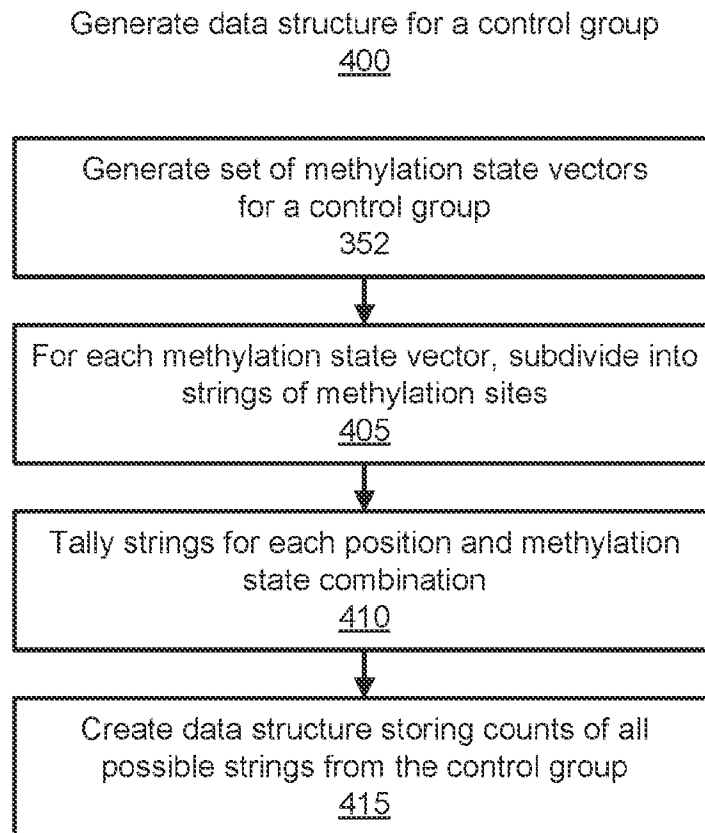 Generate data structure for a control group
400
Generate set of methylation state vectors
for a control group
352
For each methylation state vector, subdivide into
strings of methylation sites
405
Tally strings for each position and methylation
state combination
410
Create data structure storing counts of all
possible strings from the control group
415